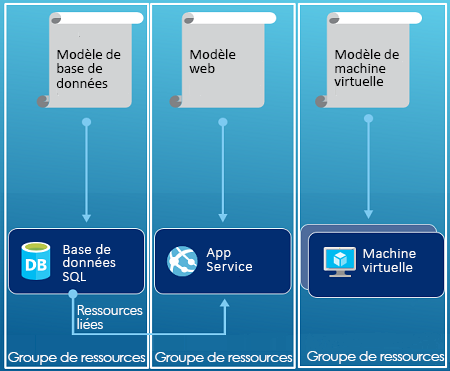 Modèle de
base de
données
Modèle
web
Modèle de
machine
virtuelle
DB
Base de
données
SQL
App
Service
Machine
virtuelle
Ressources
liées
Groupe de ressources
Groupe de ressources
Groupe de ressources